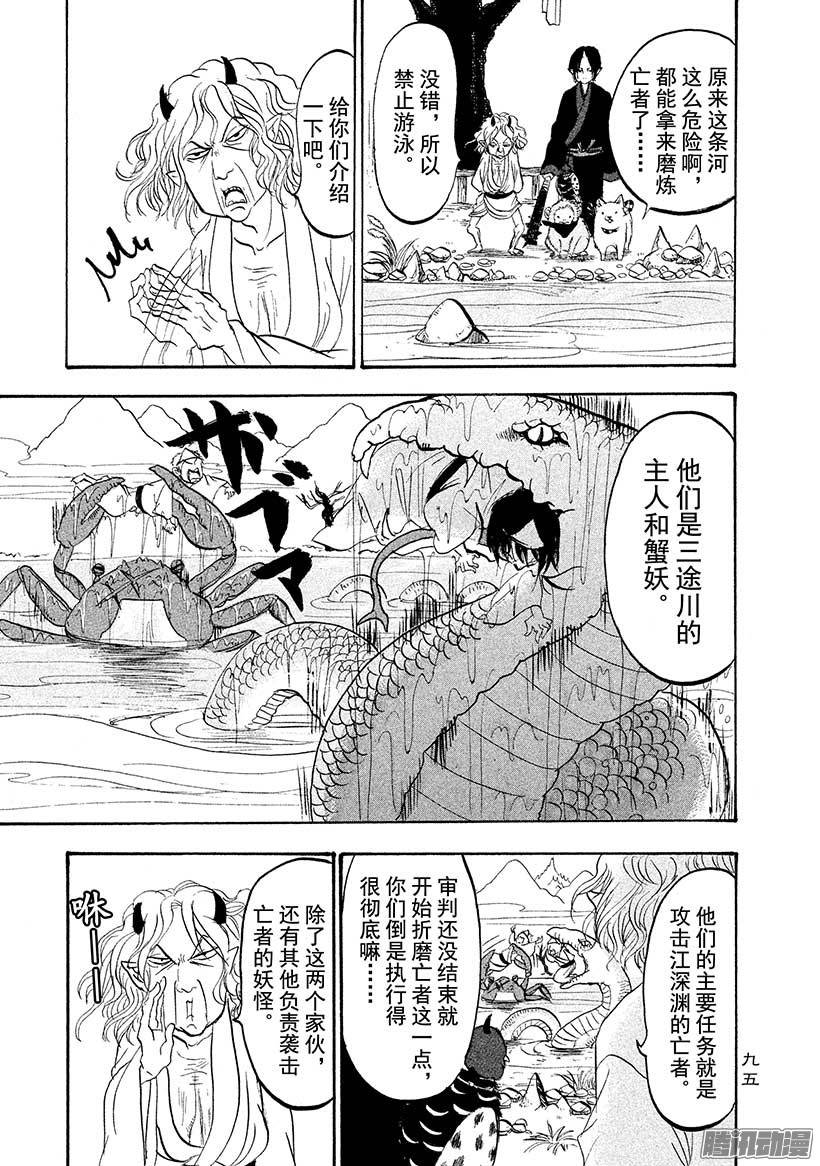 原来这条河
这么危险啊，
都能拿来磨炼
亡者了……
没错，所以
禁止游泳。
给你们介绍
一下吧。
他们是三途川的
主人和蟹妖。
ザバァァ
他们的主要任务就是
攻击江深渊的亡者。
审判还没结束就
开始折磨亡者这一点，
你们倒是执行得
很彻底嘛……
除了这两个家伙，
还有其他负责袭击
亡者的妖怪。
咻——
九五
腾讯动漫